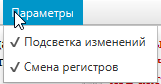 Параметры
Подсветка изменений
Смена регистров